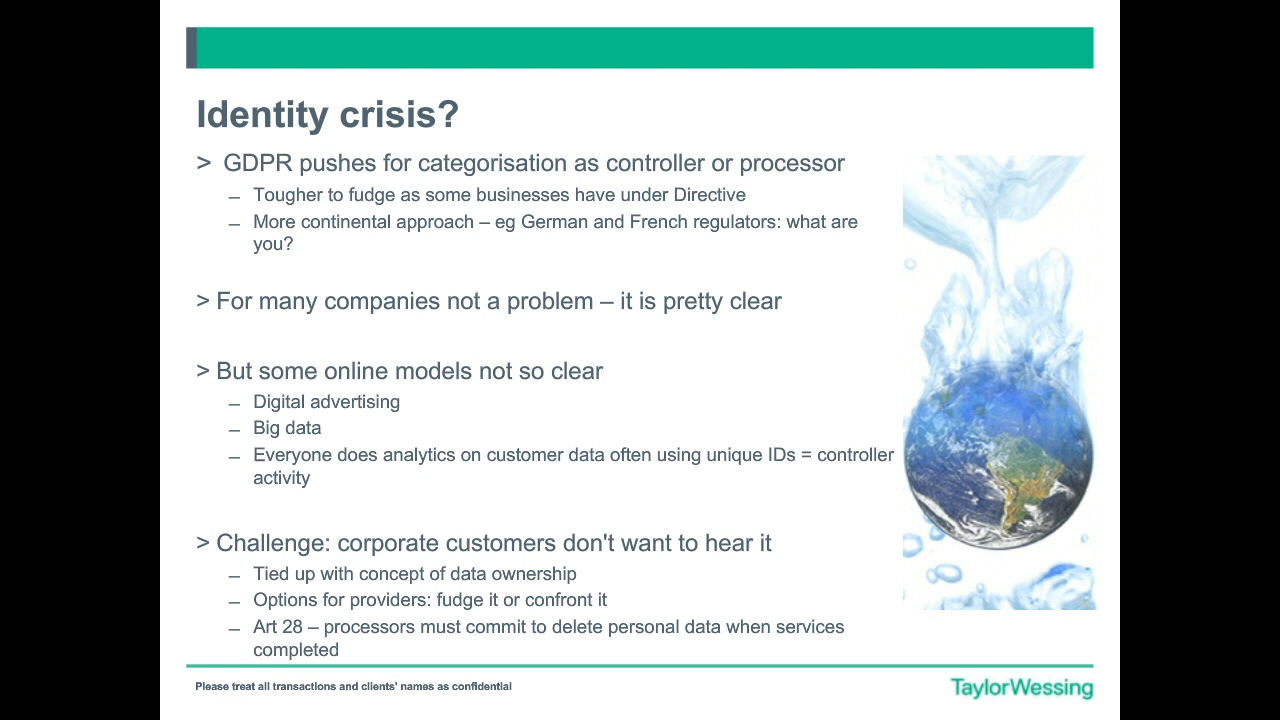 Identity crisis?
> GDPR pushes for categorisation as controller or processor
– Tougher to fudge as some businesses have under Directive
– More continental approach – eg German and French regulators: what are
you?
> For many companies not a problem – it is pretty clear
> But some online models not so clear
– Digital advertising
– Big data
– Everyone does analytics on customer data often using unique IDs = controller
activity
> Challenge: corporate customers don't want to hear it
– Tied up with concept of data ownership
– Options for providers: fudge it or confront it
– Art 28 – processors must commit to delete personal data when services
completed
Please treat all transactions and clients' names as confidential
TaylorWessing